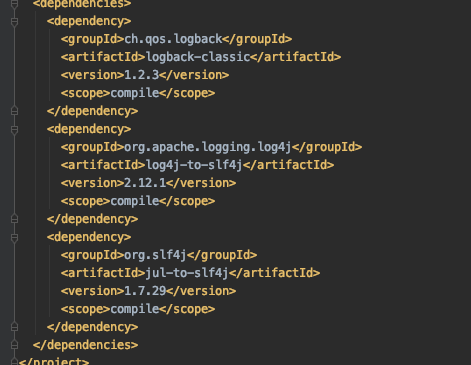 <dependencies>
<dependency>
<groupId>ch.qos.logback</groupId>
<artifactId>logback-classic</artifactId>
<version>1.2.3</version>
<scope>compile</scope>
</dependency>
<dependency>
<groupId>org.apache.logging.log4j</groupId>
<artifactId>log4j-to-slf4j</artifactId>
<version>2.12.1</version>
<scope>compile</scope>
</dependency>
<dependency>
<groupId>org.slf4j</groupId>
<artifactId>jul-to-slf4j</artifactId>
<version>1.7.29</version>
<scope>compile</scope>
</dependency>
</dependencies>
</project>